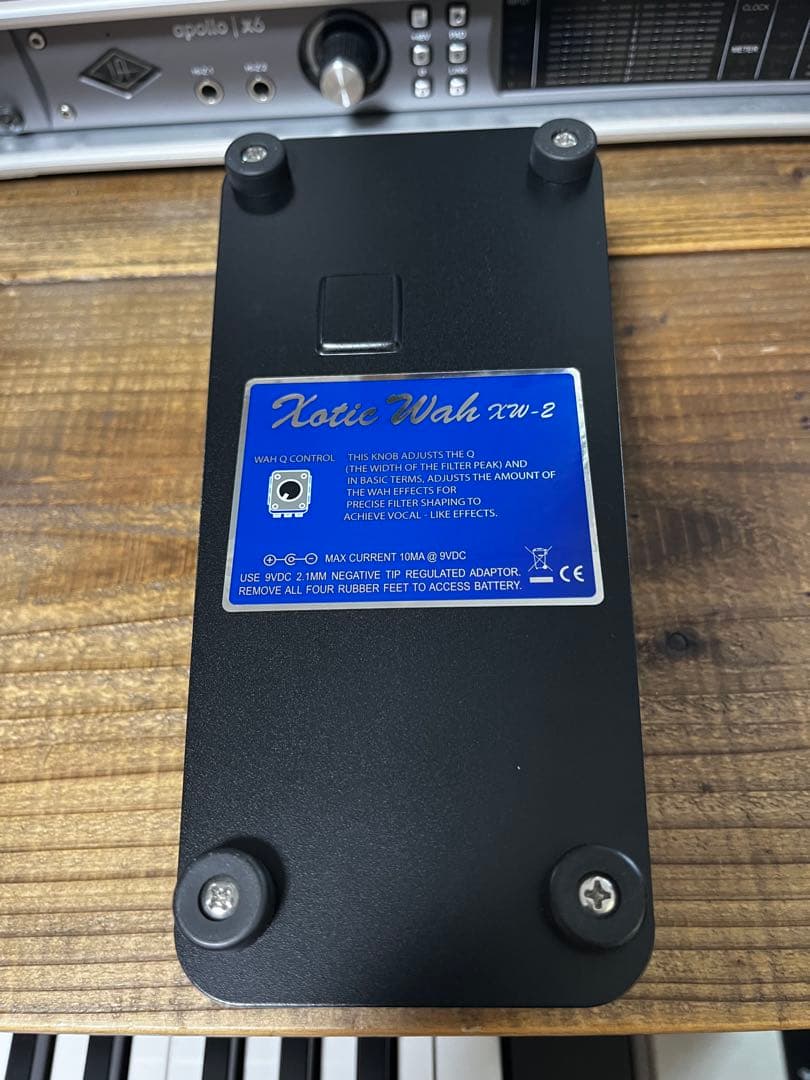 apollo | x6
CLOCK
METER
Xotic Wah XW-2
WAH Q CONTROL THIS KNOB ADJUSTS THE Q
(THE WIDTH OF THE FILTER PEAK) AND
IN BASIC TERMS, ADJUSTS THE AMOUNT OF
THE WAH EFFECTS FOR
PRECISE FILTER SHAPING TO
ACHIEVE VOCAL - LIKE EFFECTS.
MAX CURRENT 10MA @ 9VDC
USE 9VDC 2.1MM NEGATIVE TIP REGULATED ADAPTOR.
REMOVE ALL FOUR RUBBER FEET TO ACCESS BATTERY.
CE